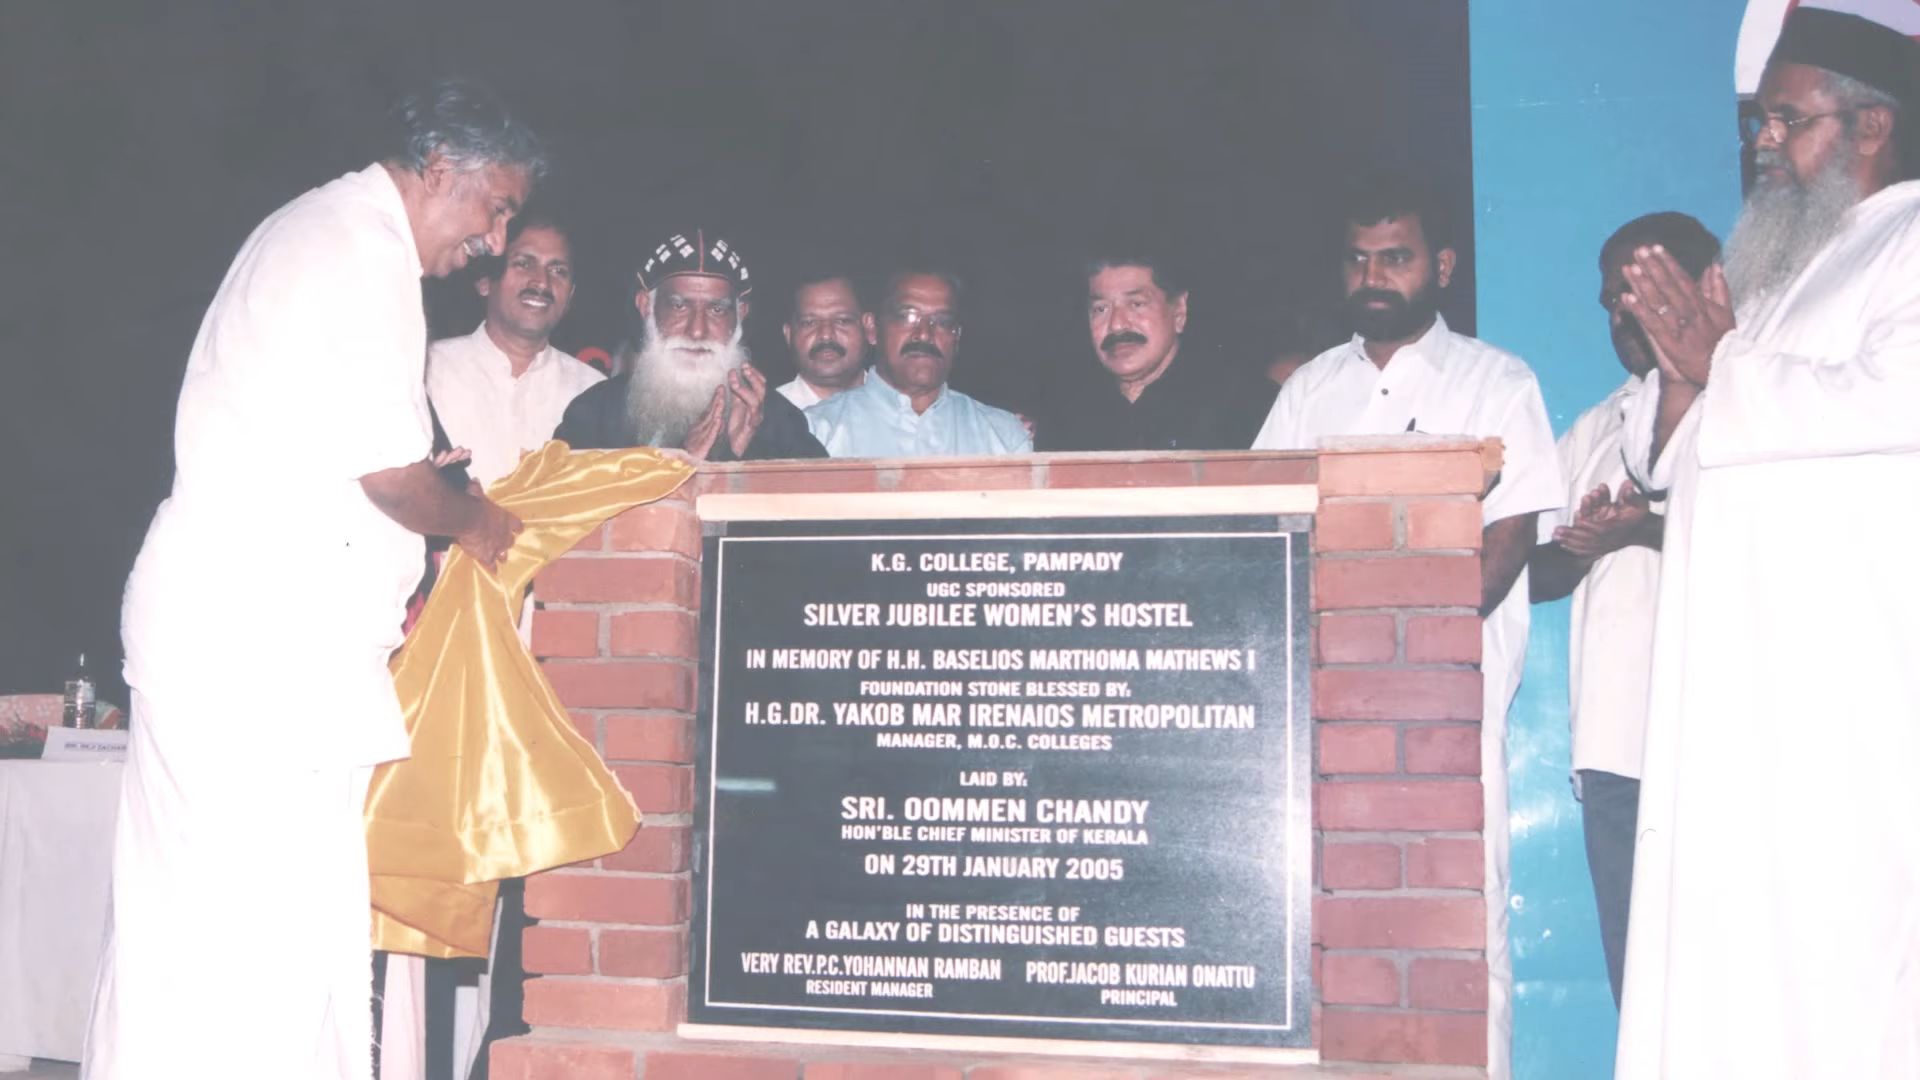 K.G. COLLEGE, PAMPADY
UGC SPONSORED
SILVER JUBILEE WOMEN'S HOSTEL
IN MEMORY OF H.H. BASELIOS MARTHOMA MATHEWS I
FOUNDATION STONE BLESSED BY:
H.G.DR. YAKOB MAR IRENAIOS METROPOLITAN
MANAGER, M.O.C. COLLEGES
LAID BY:
SRI. OOMMEN CHANDY
HON'BLE CHIEF MINISTER OF KERALA
ON 29TH JANUARY 2005
IN THE PRESENCE OF
A GALAXY OF DISTINGUISHED GUESTS
VERY REV.P.C.YOHANNAN RAMBAN PROF.JACOB KURIAN ONATTU
RESIDENT MANAGER PRINCIPAL